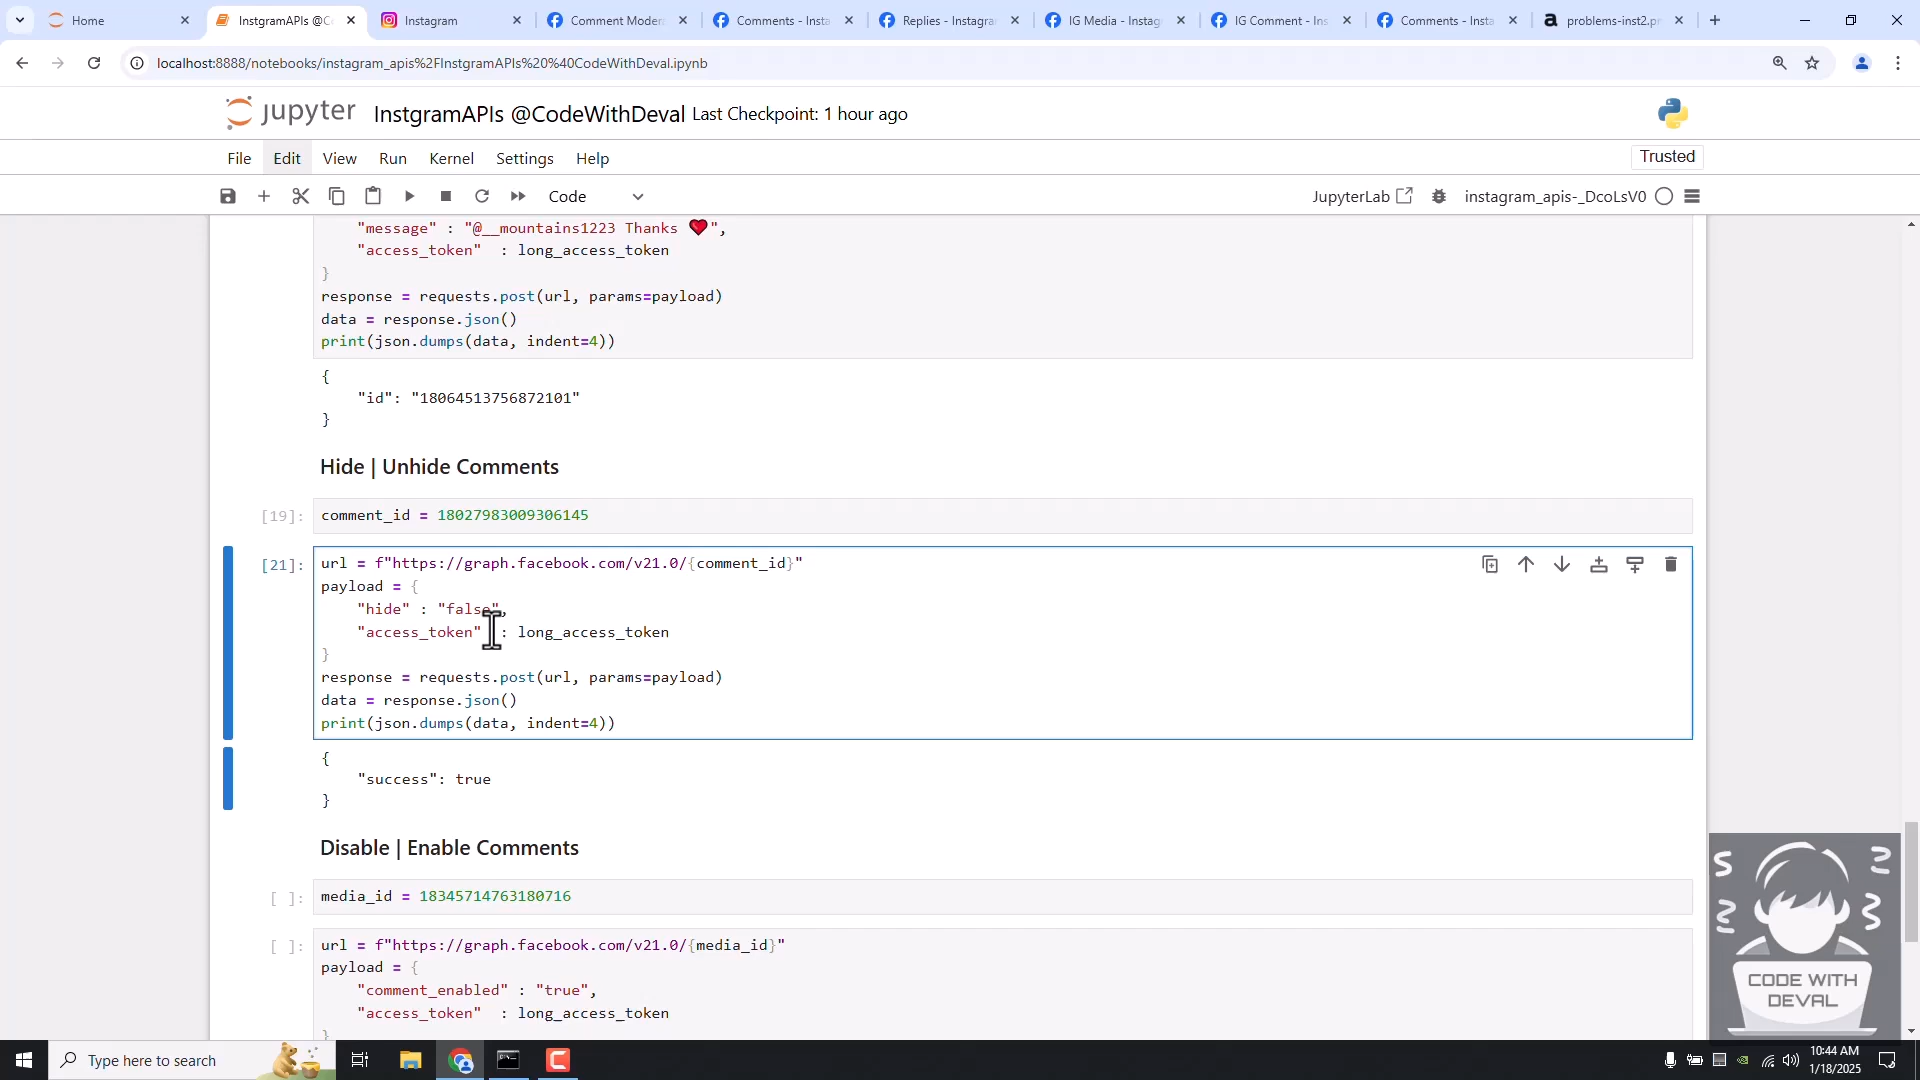 Home
InstgramAPIs @C
Instagram
Comment Moder
Comments - Insta
Replies - Instagra
IG Media - Instag
IG Comment - Ins
Comments - Insta
problems-inst2.pn
localhost:8888/notebooks/instagram_apis%2FInstgramAPIs%20%40CodeWithDeval.ipynb
jupyter InstgramAPIs @CodeWithDeval Last Checkpoint: 1 hour ago
File Edit View Run Kernel Settings Help
Trusted
Code
JupyterLab instagram_apis-_DcoLsV0
"message" : "@__mountains1223 Thanks ❤️",
"access_token" : long_access_token
}
response = requests.post(url, params=payload)
data = response.json()
print(json.dumps(data, indent=4))
{
"id": "18064513756872101"
}
Hide | Unhide Comments
[19]: comment_id = 18027983009306145
[21]: url = f"https://graph.facebook.com/v21.0/{comment_id}"
payload = {
"hide" : "false",
"access_token" : long_access_token
}
response = requests.post(url, params=payload)
data = response.json()
print(json.dumps(data, indent=4))
{
"success": true
}
Disable | Enable Comments
[ ]: media_id = 18345714763180716
[ ]: url = f"https://graph.facebook.com/v21.0/{media_id}"
payload = {
"comment_enabled" : "true",
"access_token" : long_access_token
}
CODE WITH
DEVAL
Type here to search
10:44 AM
1/18/2025